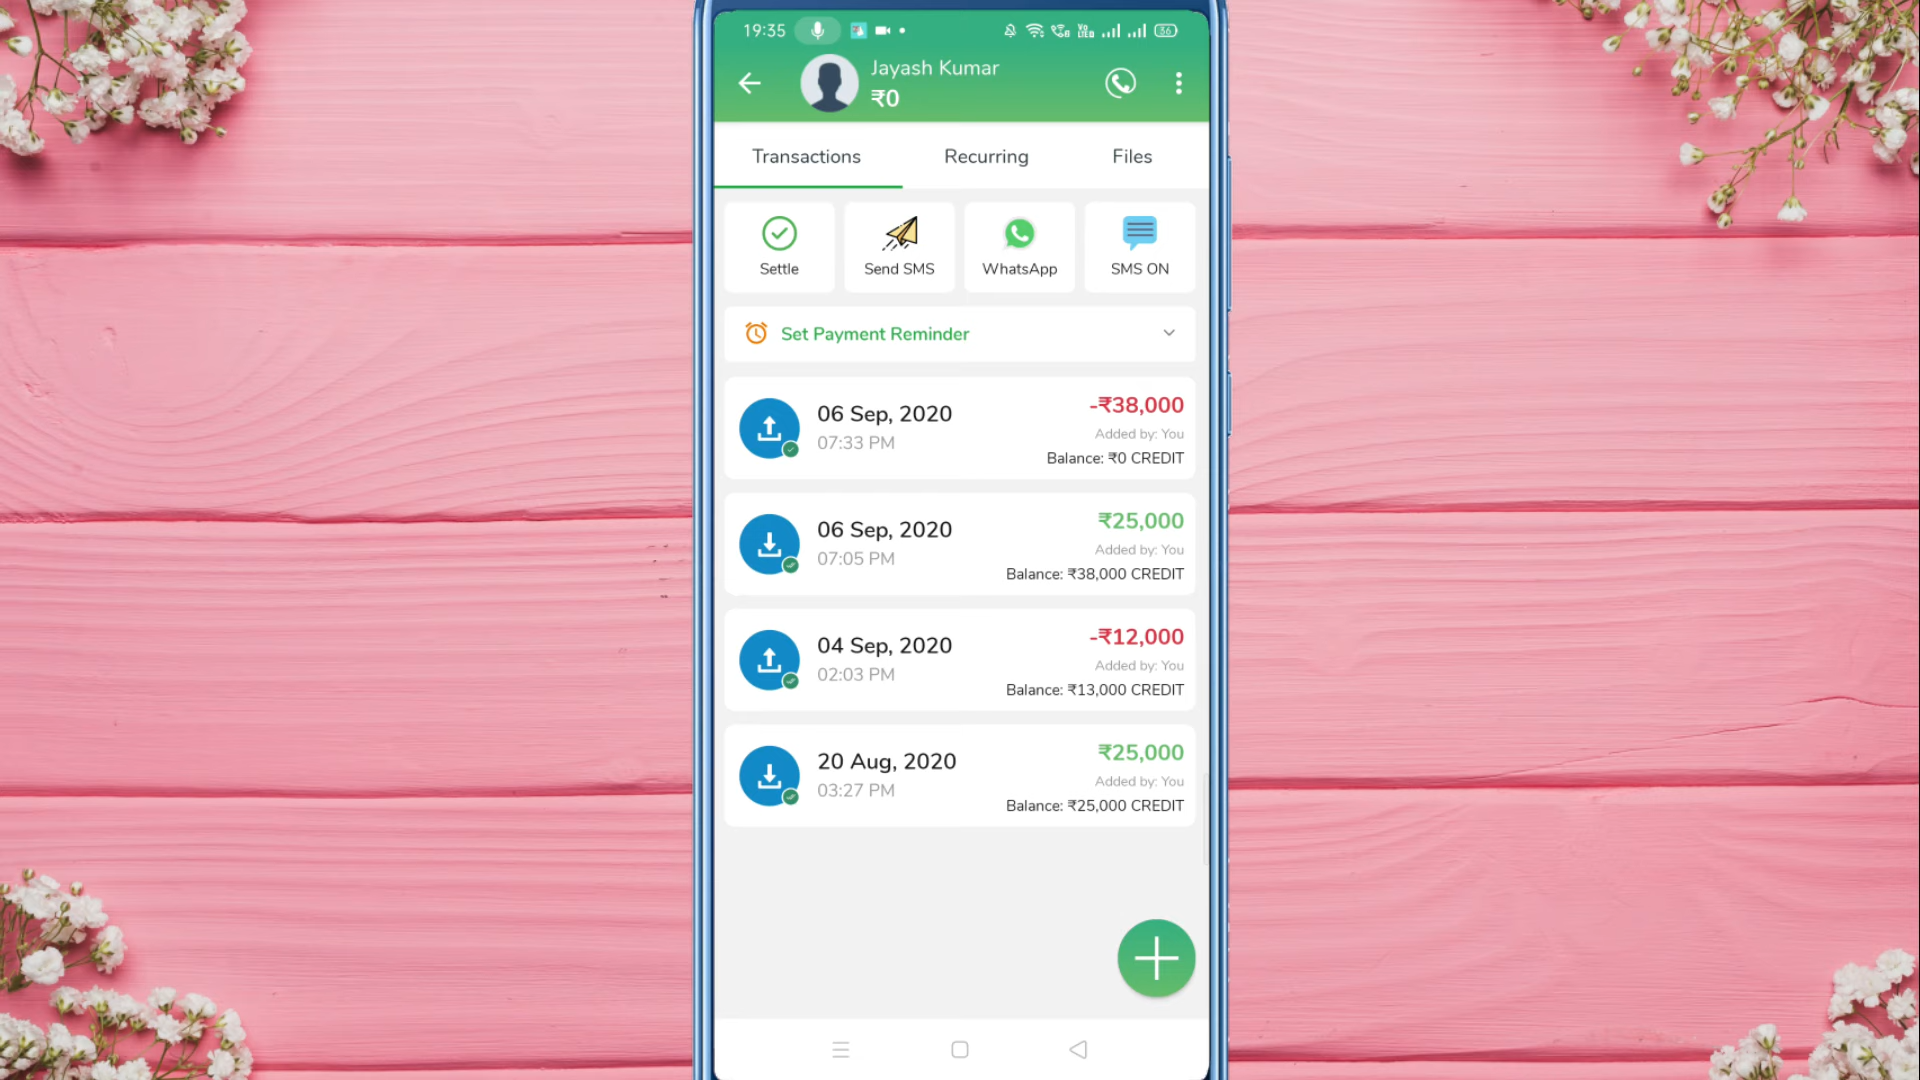 19:35
36
Jayash Kumar
₹0
Transactions Recurring Files
Settle Send SMS WhatsApp SMS ON
Set Payment Reminder
06 Sep, 2020 -₹38,000
07:33 PM Added by: You
Balance: ₹0 CREDIT
06 Sep, 2020 ₹25,000
07:05 PM Added by: You
Balance: ₹38,000 CREDIT
04 Sep, 2020 -₹12,000
02:03 PM Added by: You
Balance: ₹13,000 CREDIT
20 Aug, 2020 ₹25,000
03:27 PM Added by: You
Balance: ₹25,000 CREDIT